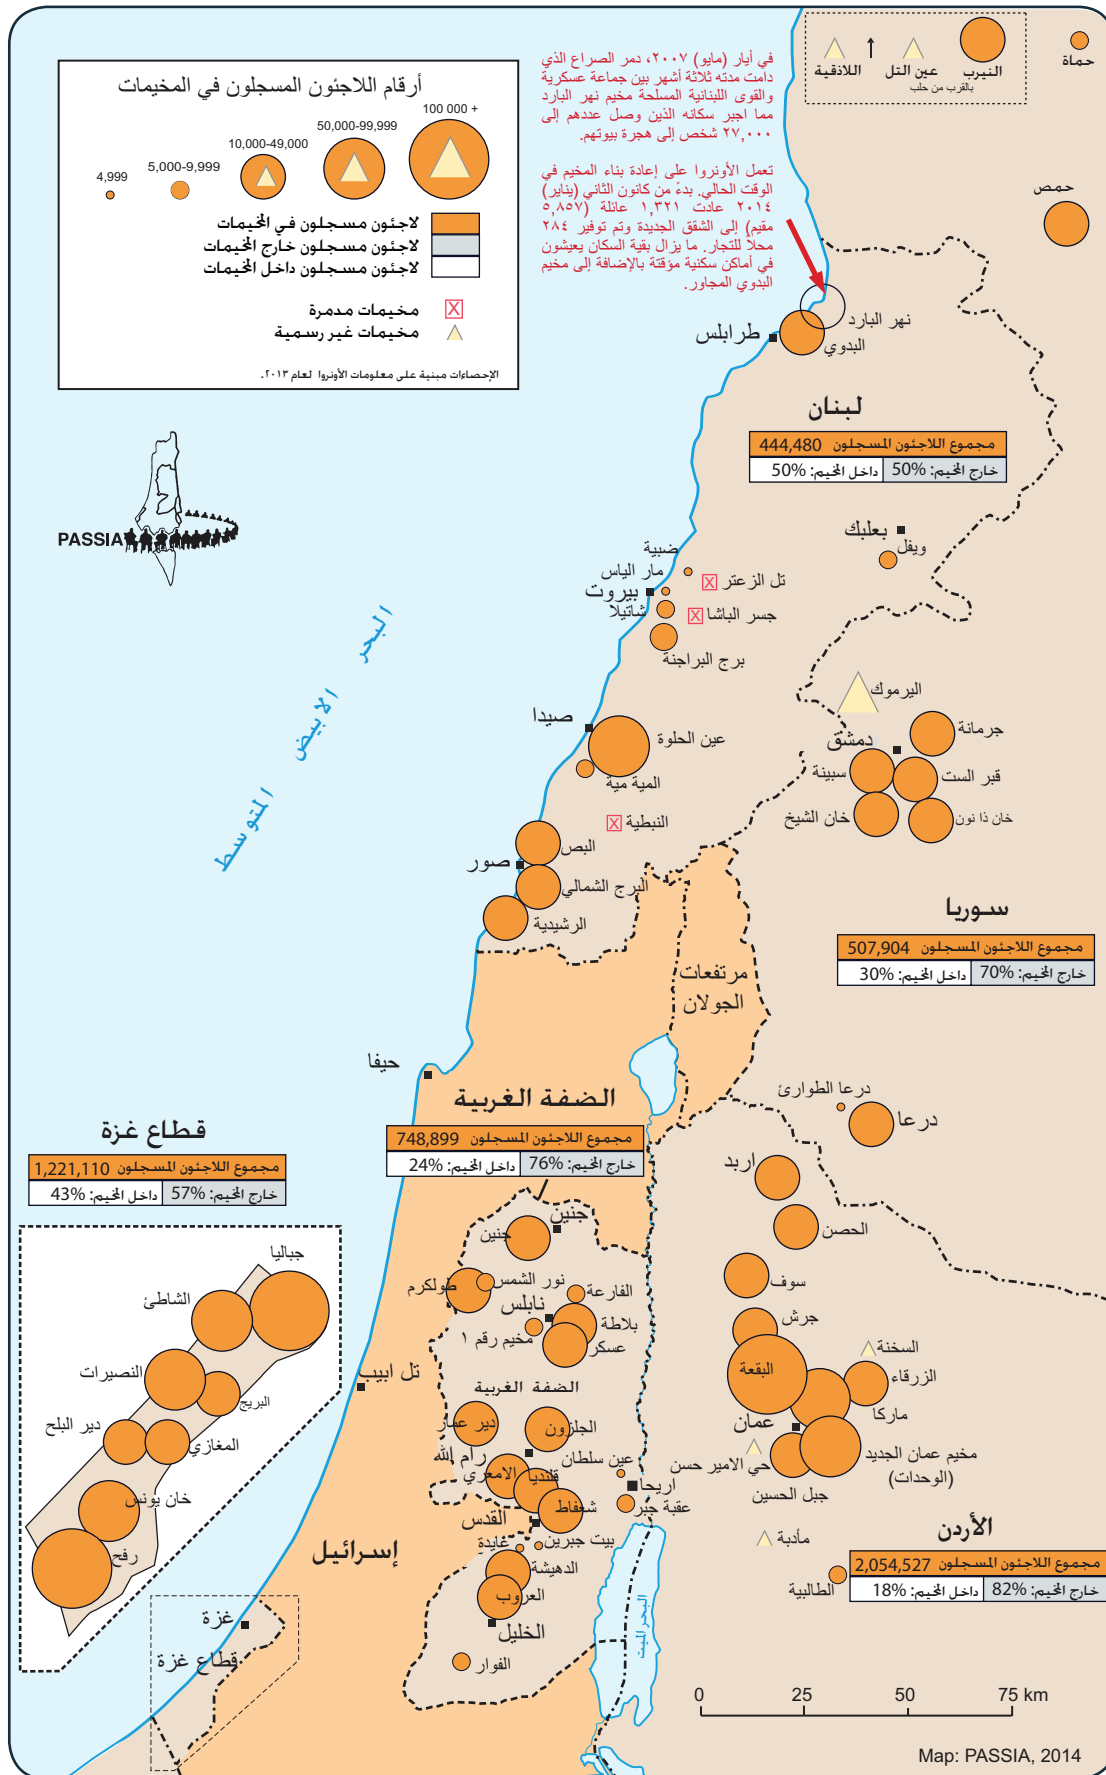 أرقام اللاجئون المسجلون في المخيمات
100 000 +
50,000-99,999
10,000-49,000
5,000-9,999
4,999
لاجئون مسجلون في المخيمات
لاجئون مسجلون خارج المخيمات
لاجئون مسجلون داخل المخيمات
مخيمات مدمرة
مخيمات غير رسمية
الإحصاءات مبنية على معلومات الأونروا لعام ٢٠١٣.
في أيار (مايو) ٢٠٠٧، دمر الصراع الذي
دامت مدته ثلاثة أشهر بين جماعة عسكرية
والقوى اللبنانية المسلحة مخيم نهر البارد
مما اجبر سكانه الذين وصل عددهم إلى
٢٧,٠٠٠ شخص إلى هجرة بيوتهم.
تعمل الأونروا على إعادة بناء المخيم في
الوقت الحالي. بدءً من كانون الثاني (يناير)
٢٠١٤ عادت ١,٣٢١ عائلة (٥,٨٥٧
مقيم) إلى الشقق الجديدة وتم توفير ٢٨٤
محلاً للتجار. ما يزال بقية السكان يعيشون
في أماكن سكنية مؤقتة بالإضافة إلى مخيم
البدوي المجاور.
النيرب
عين التل
اللاذقية
بالقرب من حلب
حماة
حمص
نهر البارد
البدوي
طرابلس
لبنان
مجموع اللاجئون المسجلون 444,480
خارج المخيم: 50%
داخل المخيم: 50%
PASSIA
بعلبك
ويفل
ضبية
مار الياس
بيروت
شاتيلا
تل الزعتر
جسر الباشا
برج البراجنة
البحر الابيض المتوسط
صيدا
عين الحلوة
المية مية
النبطية
البص
صور
البرج الشمالي
الرشيدية
اليرموك
جرمانة
دمشق
سبينة
قبر الست
خان الشيخ
خان ذا نون
سوريا
مجموع اللاجئون المسجلون 507,904
خارج المخيم: 70%
داخل المخيم: 30%
مرتفعات
الجولان
حيفا
الضفة الغربية
مجموع اللاجئون المسجلون 748,899
خارج المخيم: 76%
داخل المخيم: 24%
قطاع غزة
مجموع اللاجئون المسجلون 1,221,110
خارج المخيم: 57%
داخل المخيم: 43%
درعا الطوارئ
درعا
اربد
الحصن
سوف
جرش
البقعة
السخنة
الزرقاء
ماركا
عمان
حي الامير حسن
مخيم عمان الجديد
(الوحدات)
جبل الحسين
مأدبة
الطالبية
الأردن
مجموع اللاجئون المسجلون 2,054,527
خارج المخيم: 82%
داخل المخيم: 18%
جنين
جنين
نور الشمس
طولكرم
الفارعة
نابلس
بلاطة
مخيم رقم ١
عسكر
تل ابيب
الضفة الغربية
دير عمار
الجلزون
رام الله
الامعري
قلنديا
عين سلطان
اريحا
عقبة جبر
شعفاط
القدس
بيت جبرين
عايدة
الدهيشة
العروب
الخليل
الفوار
البحر الميت
إسرائيل
جباليا
الشاطئ
النصيرات
البريج
دير البلح
المغازي
خان يونس
رفح
غزة
قطاع غزة
0 25 50 75 km
Map: PASSIA, 2014